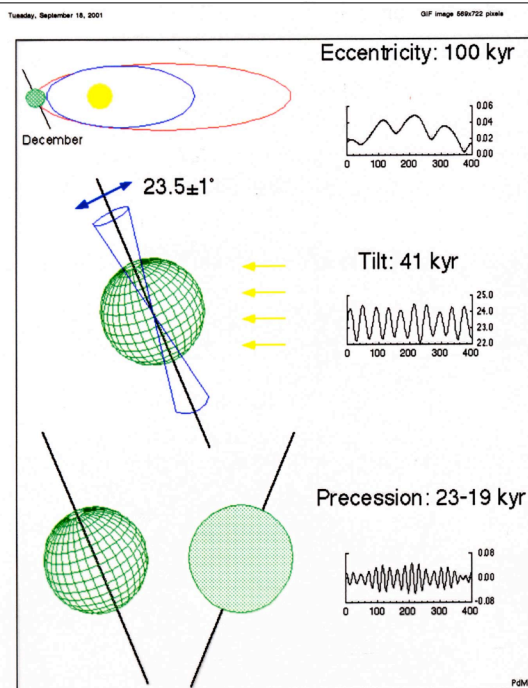 Tuesday, September 18, 2001
GIF image 569x722 pixels
Eccentricity: 100 kyr
December
0.06
0.04
0.02
0.00
0 100 200 300 400
23.5±1°
Tilt: 41 kyr
25.0
24.0
23.0
22.0
0 100 200 300 400
Precession: 23-19 kyr
0.08
0.00
-0.08
0 100 200 300 400
PdM